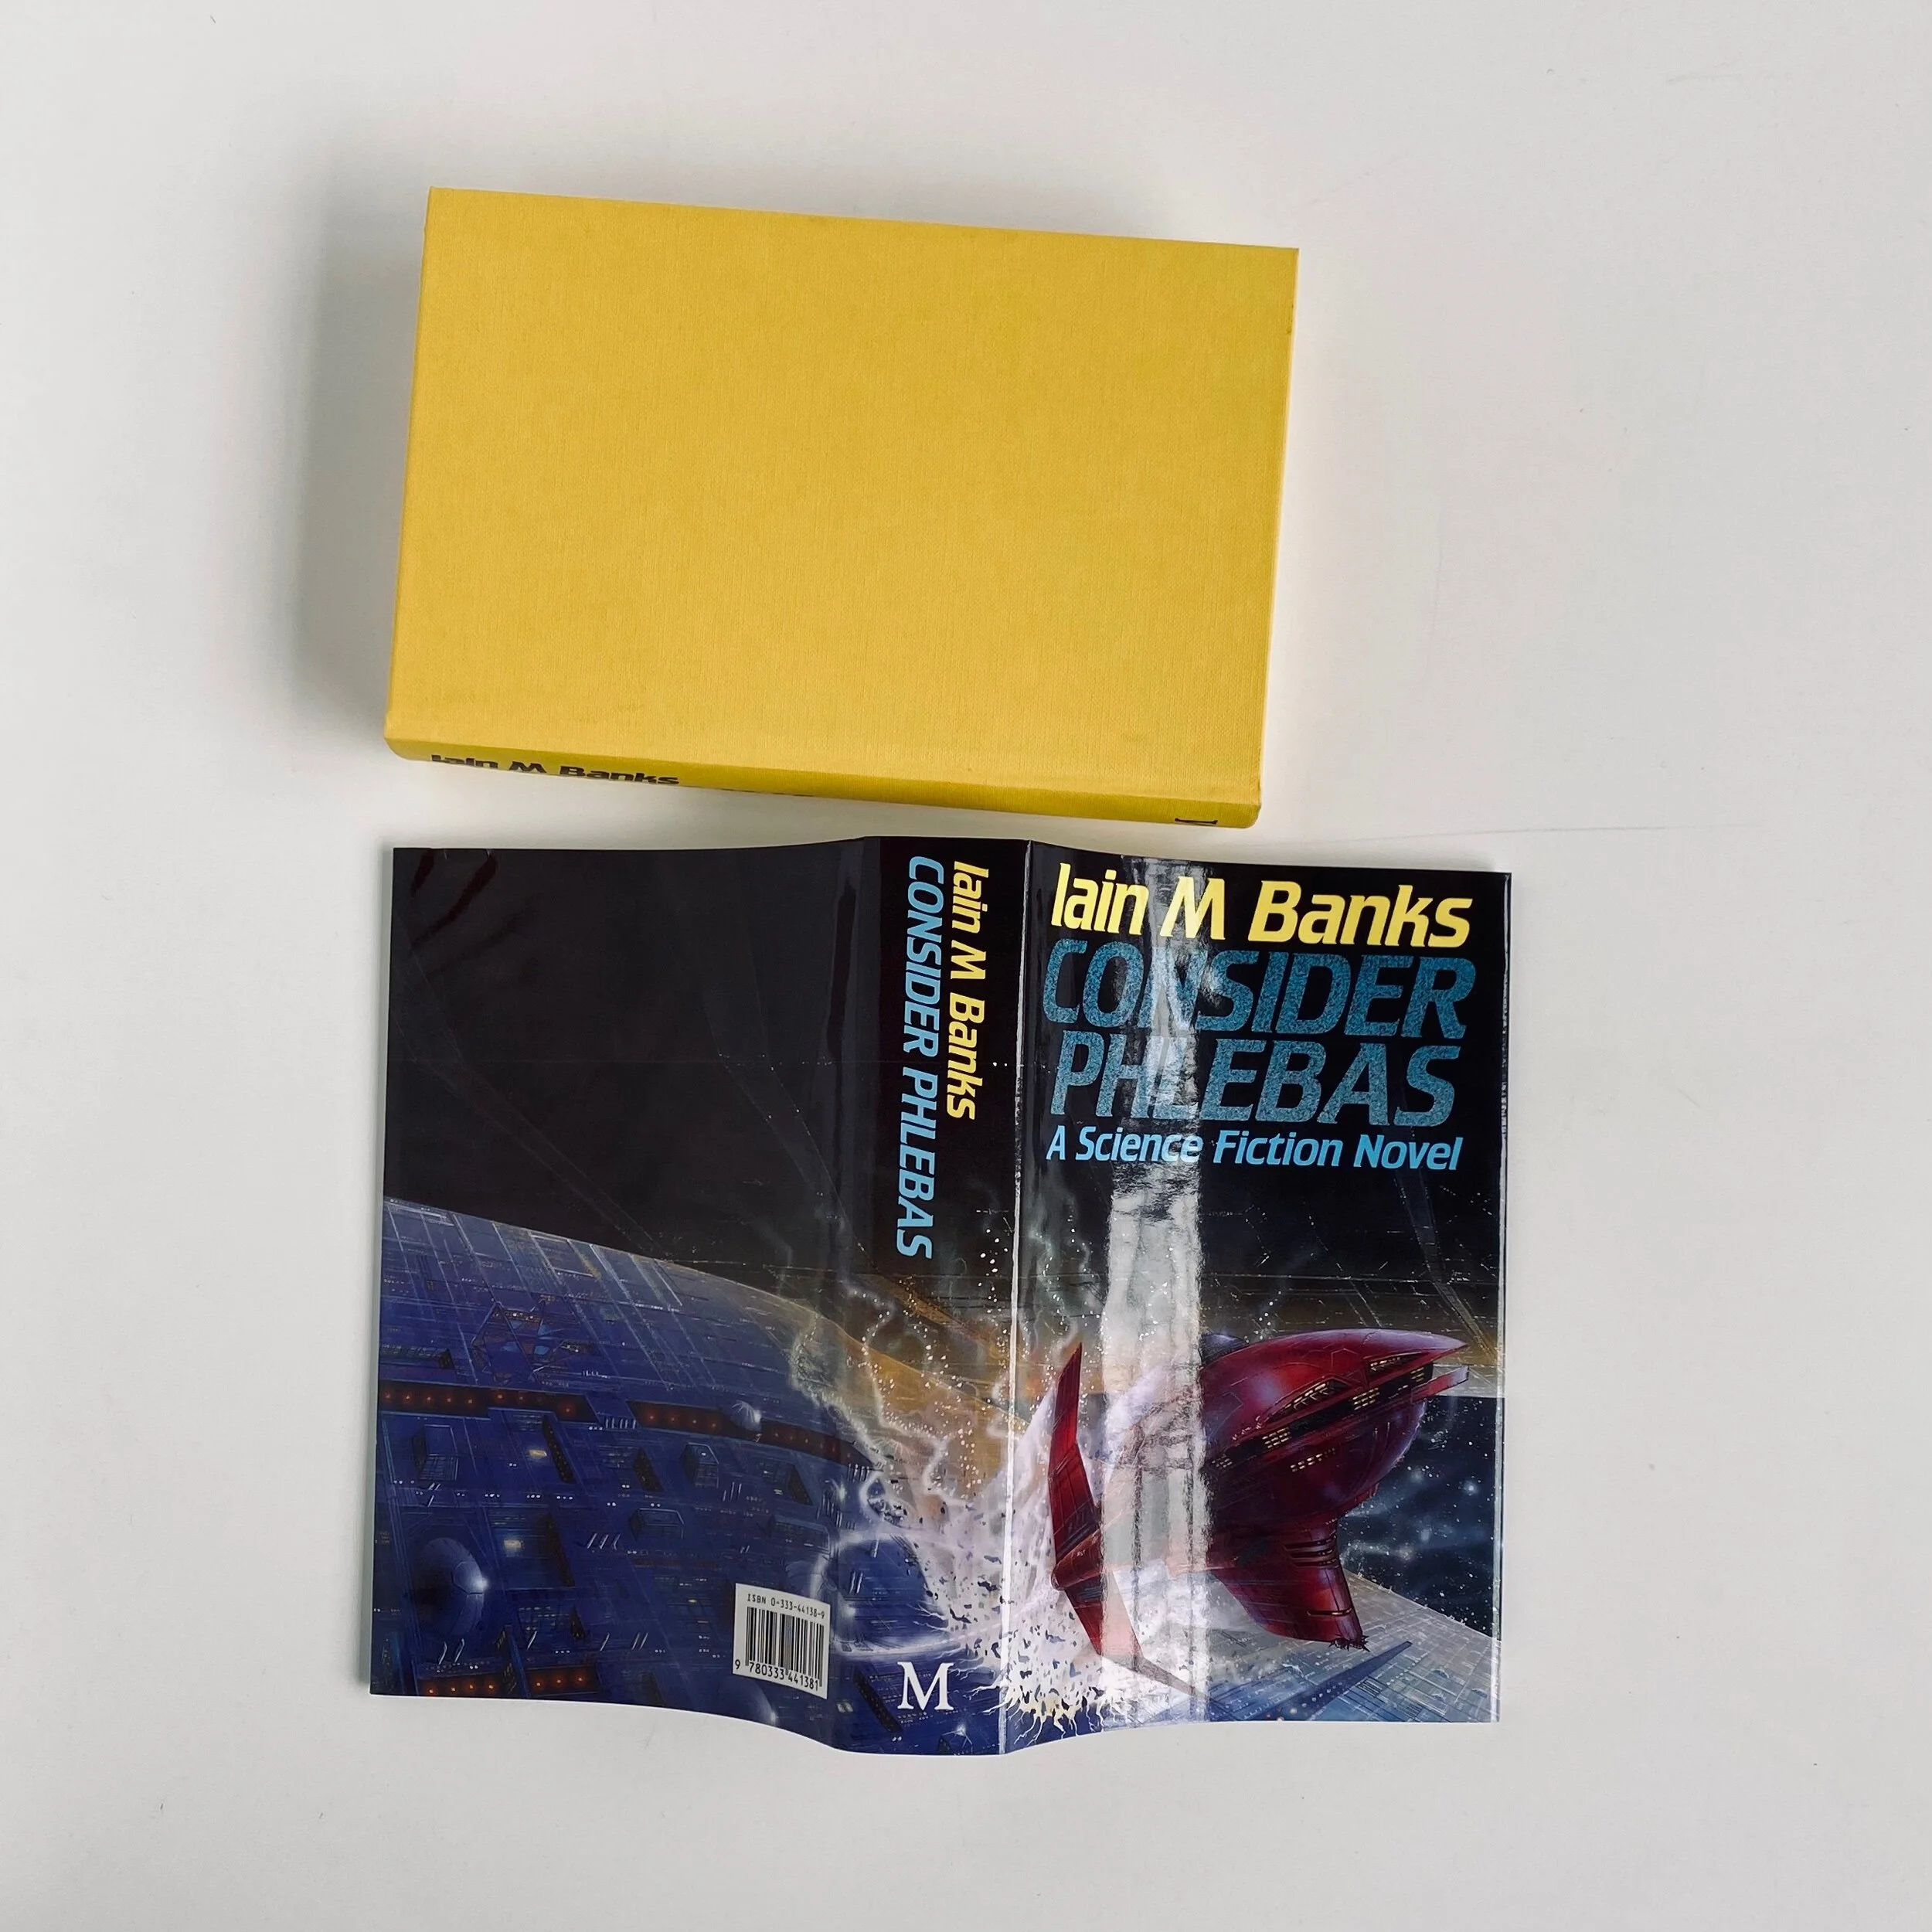 Iain M Banks
Iain M Banks
CONSIDER PHLEBAS
M
Iain M Banks
CONSIDER
PHLEBAS
A Science Fiction Novel
ISBN 0-333-44138-9
9 780333 441381